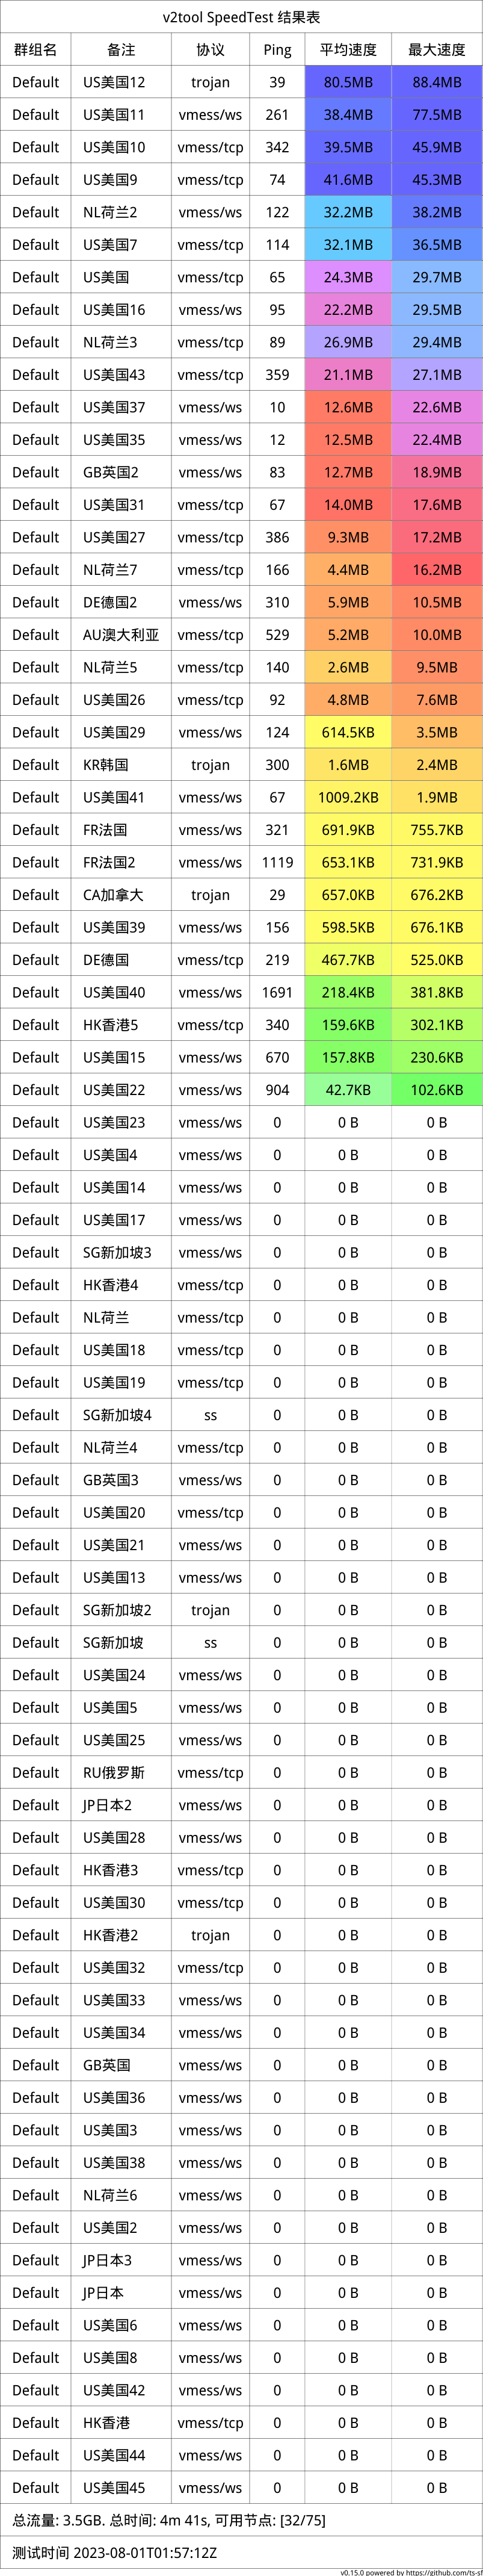 v2tool SpeedTest 结果表
群组名 备注 协议 Ping 平均速度 最大速度
Default US美国12 trojan 39 80.5MB 88.4MB
Default US美国11 vmess/ws 261 38.4MB 77.5MB
Default US美国10 vmess/tcp 342 39.5MB 45.9MB
Default US美国9 vmess/tcp 74 41.6MB 45.3MB
Default NL荷兰2 vmess/ws 122 32.2MB 38.2MB
Default US美国7 vmess/tcp 114 32.1MB 36.5MB
Default US美国 vmess/tcp 65 24.3MB 29.7MB
Default US美国16 vmess/ws 95 22.2MB 29.5MB
Default NL荷兰3 vmess/ws 89 26.9MB 29.4MB
Default US美国43 vmess/tcp 359 21.1MB 27.1MB
Default US美国37 vmess/ws 10 12.6MB 22.6MB
Default US美国35 vmess/ws 12 12.5MB 22.4MB
Default GB英国2 vmess/ws 83 12.7MB 18.9MB
Default US美国31 vmess/tcp 67 14.0MB 17.6MB
Default US美国27 vmess/tcp 386 9.3MB 17.2MB
Default NL荷兰7 vmess/tcp 166 4.4MB 16.2MB
Default DE德国2 vmess/ws 310 5.9MB 10.5MB
Default AU澳大利亚 vmess/tcp 529 5.2MB 10.0MB
Default NL荷兰5 vmess/tcp 140 2.6MB 9.5MB
Default US美国26 vmess/tcp 92 4.8MB 7.6MB
Default US美国29 vmess/ws 124 614.5KB 3.5MB
Default KR韩国 trojan 300 1.6MB 2.4MB
Default US美国41 vmess/ws 67 1009.2KB 1.9MB
Default FR法国 vmess/ws 321 691.9KB 755.7KB
Default FR法国2 vmess/ws 1119 653.1KB 731.9KB
Default CA加拿大 trojan 29 657.0KB 676.2KB
Default US美国39 vmess/ws 156 598.5KB 676.1KB
Default DE德国 vmess/tcp 219 467.7KB 525.0KB
Default US美国40 vmess/ws 1691 218.4KB 381.8KB
Default HK香港5 vmess/tcp 340 159.6KB 302.1KB
Default US美国15 vmess/ws 670 157.8KB 230.6KB
Default US美国22 vmess/ws 904 42.7KB 102.6KB
Default US美国23 vmess/ws 0 0 B 0 B
Default US美国4 vmess/ws 0 0 B 0 B
Default US美国14 vmess/ws 0 0 B 0 B
Default US美国17 vmess/ws 0 0 B 0 B
Default SG新加坡3 vmess/ws 0 0 B 0 B
Default HK香港4 vmess/tcp 0 0 B 0 B
Default NL荷兰 vmess/tcp 0 0 B 0 B
Default US美国18 vmess/tcp 0 0 B 0 B
Default US美国19 vmess/tcp 0 0 B 0 B
Default SG新加坡4 ss 0 0 B 0 B
Default NL荷兰4 vmess/tcp 0 0 B 0 B
Default GB英国3 vmess/ws 0 0 B 0 B
Default US美国20 vmess/tcp 0 0 B 0 B
Default US美国21 vmess/ws 0 0 B 0 B
Default US美国13 vmess/ws 0 0 B 0 B
Default SG新加坡2 trojan 0 0 B 0 B
Default SG新加坡 ss 0 0 B 0 B
Default US美国24 vmess/ws 0 0 B 0 B
Default US美国5 vmess/ws 0 0 B 0 B
Default US美国25 vmess/ws 0 0 B 0 B
Default RU俄罗斯 vmess/tcp 0 0 B 0 B
Default JP日本2 vmess/ws 0 0 B 0 B
Default US美国28 vmess/ws 0 0 B 0 B
Default HK香港3 vmess/tcp 0 0 B 0 B
Default US美国30 vmess/tcp 0 0 B 0 B
Default HK香港2 trojan 0 0 B 0 B
Default US美国32 vmess/tcp 0 0 B 0 B
Default US美国33 vmess/ws 0 0 B 0 B
Default US美国34 vmess/ws 0 0 B 0 B
Default GB英国 vmess/ws 0 0 B 0 B
Default US美国36 vmess/ws 0 0 B 0 B
Default US美国3 vmess/ws 0 0 B 0 B
Default US美国38 vmess/ws 0 0 B 0 B
Default NL荷兰6 vmess/ws 0 0 B 0 B
Default US美国2 vmess/ws 0 0 B 0 B
Default JP日本3 vmess/ws 0 0 B 0 B
Default JP日本 vmess/ws 0 0 B 0 B
Default US美国6 vmess/ws 0 0 B 0 B
Default US美国8 vmess/ws 0 0 B 0 B
Default US美国42 vmess/ws 0 0 B 0 B
Default HK香港 vmess/tcp 0 0 B 0 B
Default US美国44 vmess/ws 0 0 B 0 B
Default US美国45 vmess/ws 0 0 B 0 B
总流量: 3.5GB. 总时间: 4m 41s, 可用节点: [32/75]
测试时间 2023-08-01T01:57:12Z
v0.15.0 powered by https://github.com/ts-sf